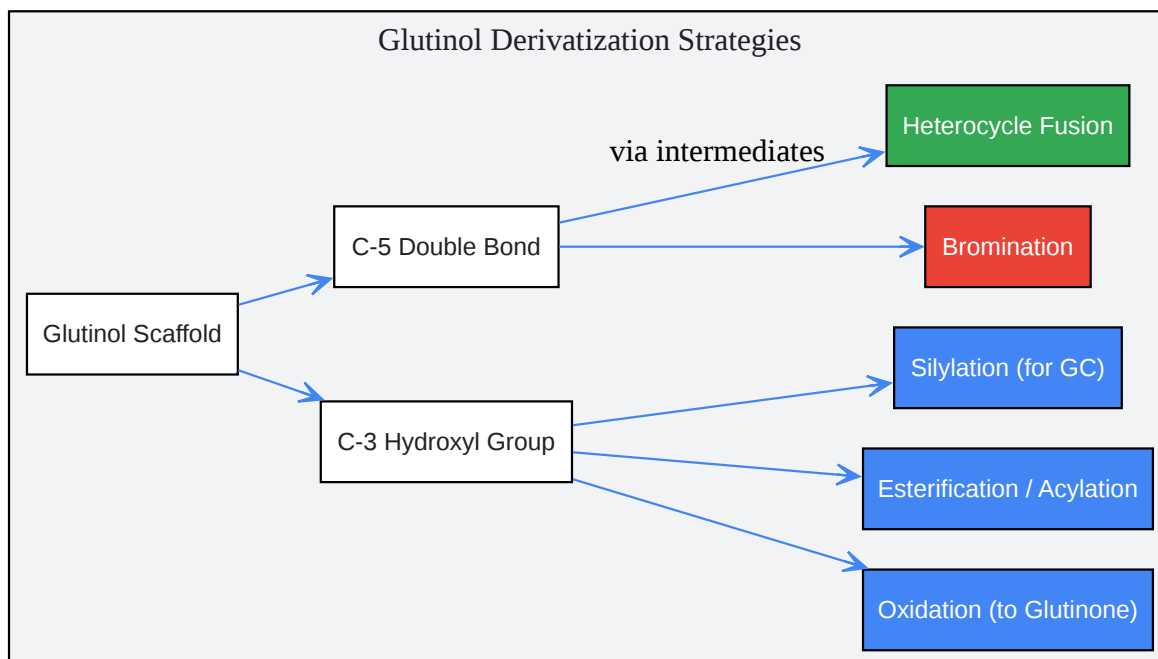 Glutinol Derivatization Strategies
Heterocycle Fusion
via intermediates
C-5 Double Bond
Bromination
Glutinol Scaffold
Silylation (for GC)
C-3 Hydroxyl Group
Esterification / Acylation
Oxidation (to Glutinone)